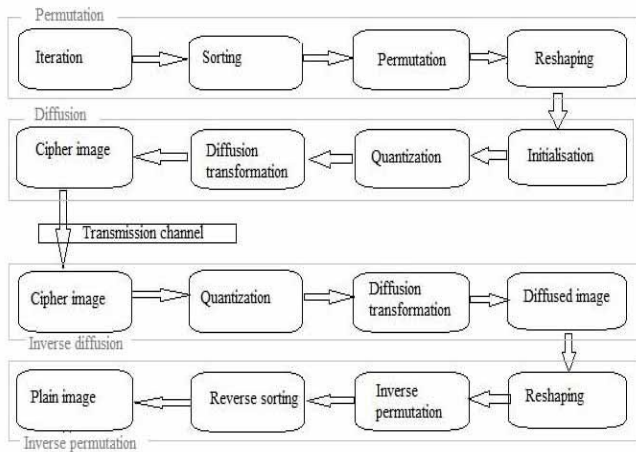 Permutation
Iteration
Sorting
Permutation
Reshaping
Diffusion
Cipher image
Diffusion
transformation
Quantization
Initialisation
Transmission channel
Cipher image
Quantization
Diffusion
transformation
Diffused image
Inverse diffusion
Plain image
Reverse sorting
Inverse
permutation
Reshaping
Inverse permutation